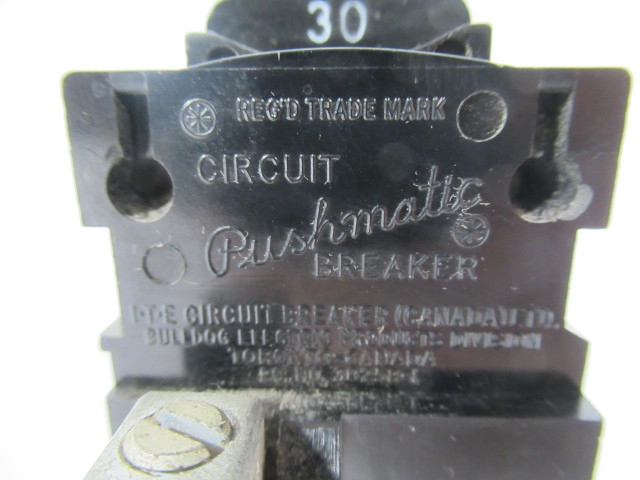 30
REG'D TRADE MARK
CIRCUIT
Pushmatic
BREAKER
I-T-E CIRCUIT BREAKER (CANADA) LTD.
BULLDOG ELECTRIC PRODUCTS DIVISION
TORONTO CANADA